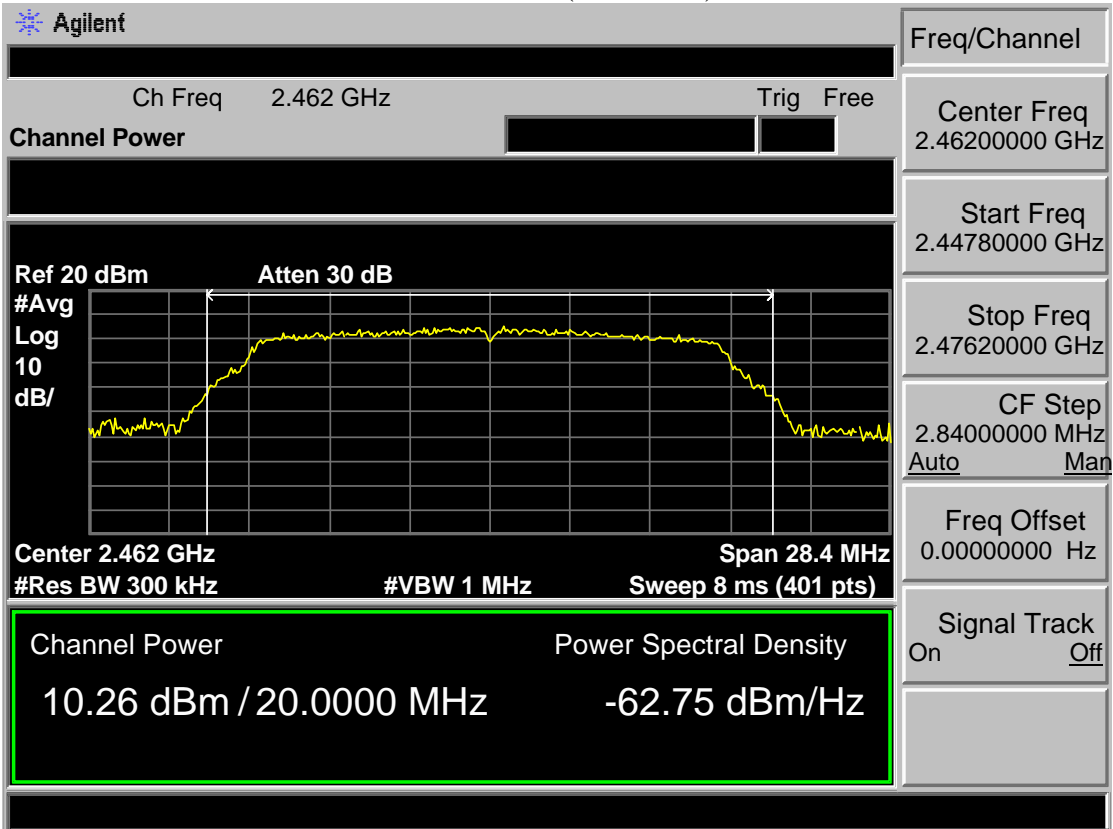 Agilent
Freq/Channel
Ch Freq 2.462 GHz Trig Free
Channel Power
Center Freq
2.46200000 GHz
Start Freq
2.44780000 GHz
Stop Freq
2.47620000 GHz
CF Step
2.84000000 MHz
Auto Man
Freq Offset
0.00000000 Hz
Signal Track
On Off
Ref 20 dBm Atten 30 dB
#Avg
Log
10
dB/
Center 2.462 GHz Span 28.4 MHz
#Res BW 300 kHz #VBW 1 MHz Sweep 8 ms (401 pts)
Channel Power Power Spectral Density
10.26 dBm / 20.0000 MHz -62.75 dBm/Hz